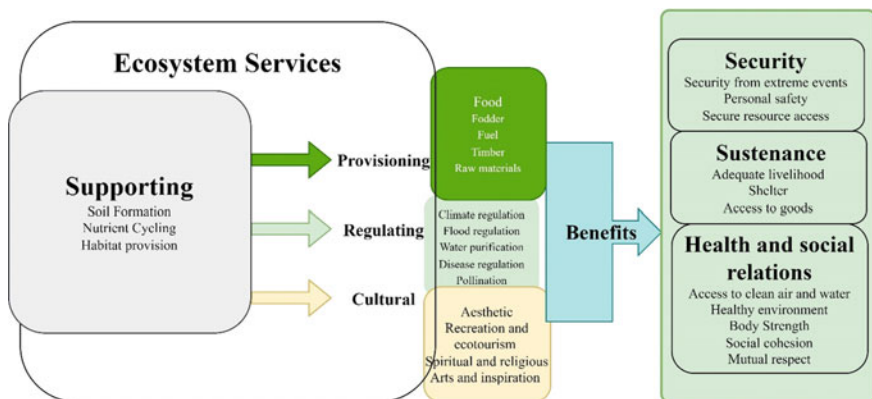 Ecosystem Services
Supporting
Soil Formation
Nutrient Cycling
Habitat provision
Provisioning
Regulating
Cultural
Food
Fodder
Fuel
Timber
Raw materials
Climate regulation
Flood regulation
Water purification
Disease regulation
Pollination
Aesthetic
Recreation and
ecotourism
Spiritual and religious
Arts and inspiration
Benefits
Security
Security from extreme events
Personal safety
Secure resource access
Sustenance
Adequate livelihood
Shelter
Access to goods
Health and social
relations
Access to clean air and water
Healthy environment
Body Strength
Social cohesion
Mutual respect